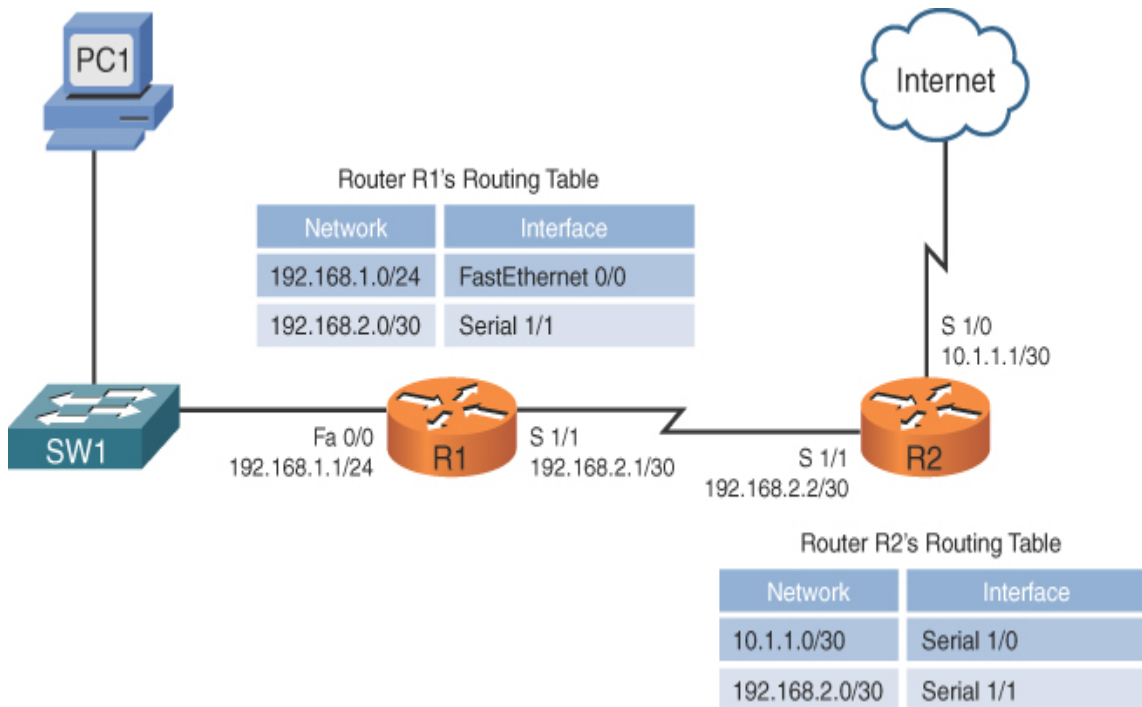 PC1
Internet
Router R1's Routing Table
Network Interface
192.168.1.0/24 FastEthernet 0/0
192.168.2.0/30 Serial 1/1
S 1/0
10.1.1.1/30
SW1
Fa 0/0
192.168.1.1/24
R1
S 1/1
192.168.2.1/30
S 1/1
192.168.2.2/30
R2
Router R2's Routing Table
Network Interface
10.1.1.0/30 Serial 1/0
192.168.2.0/30 Serial 1/1